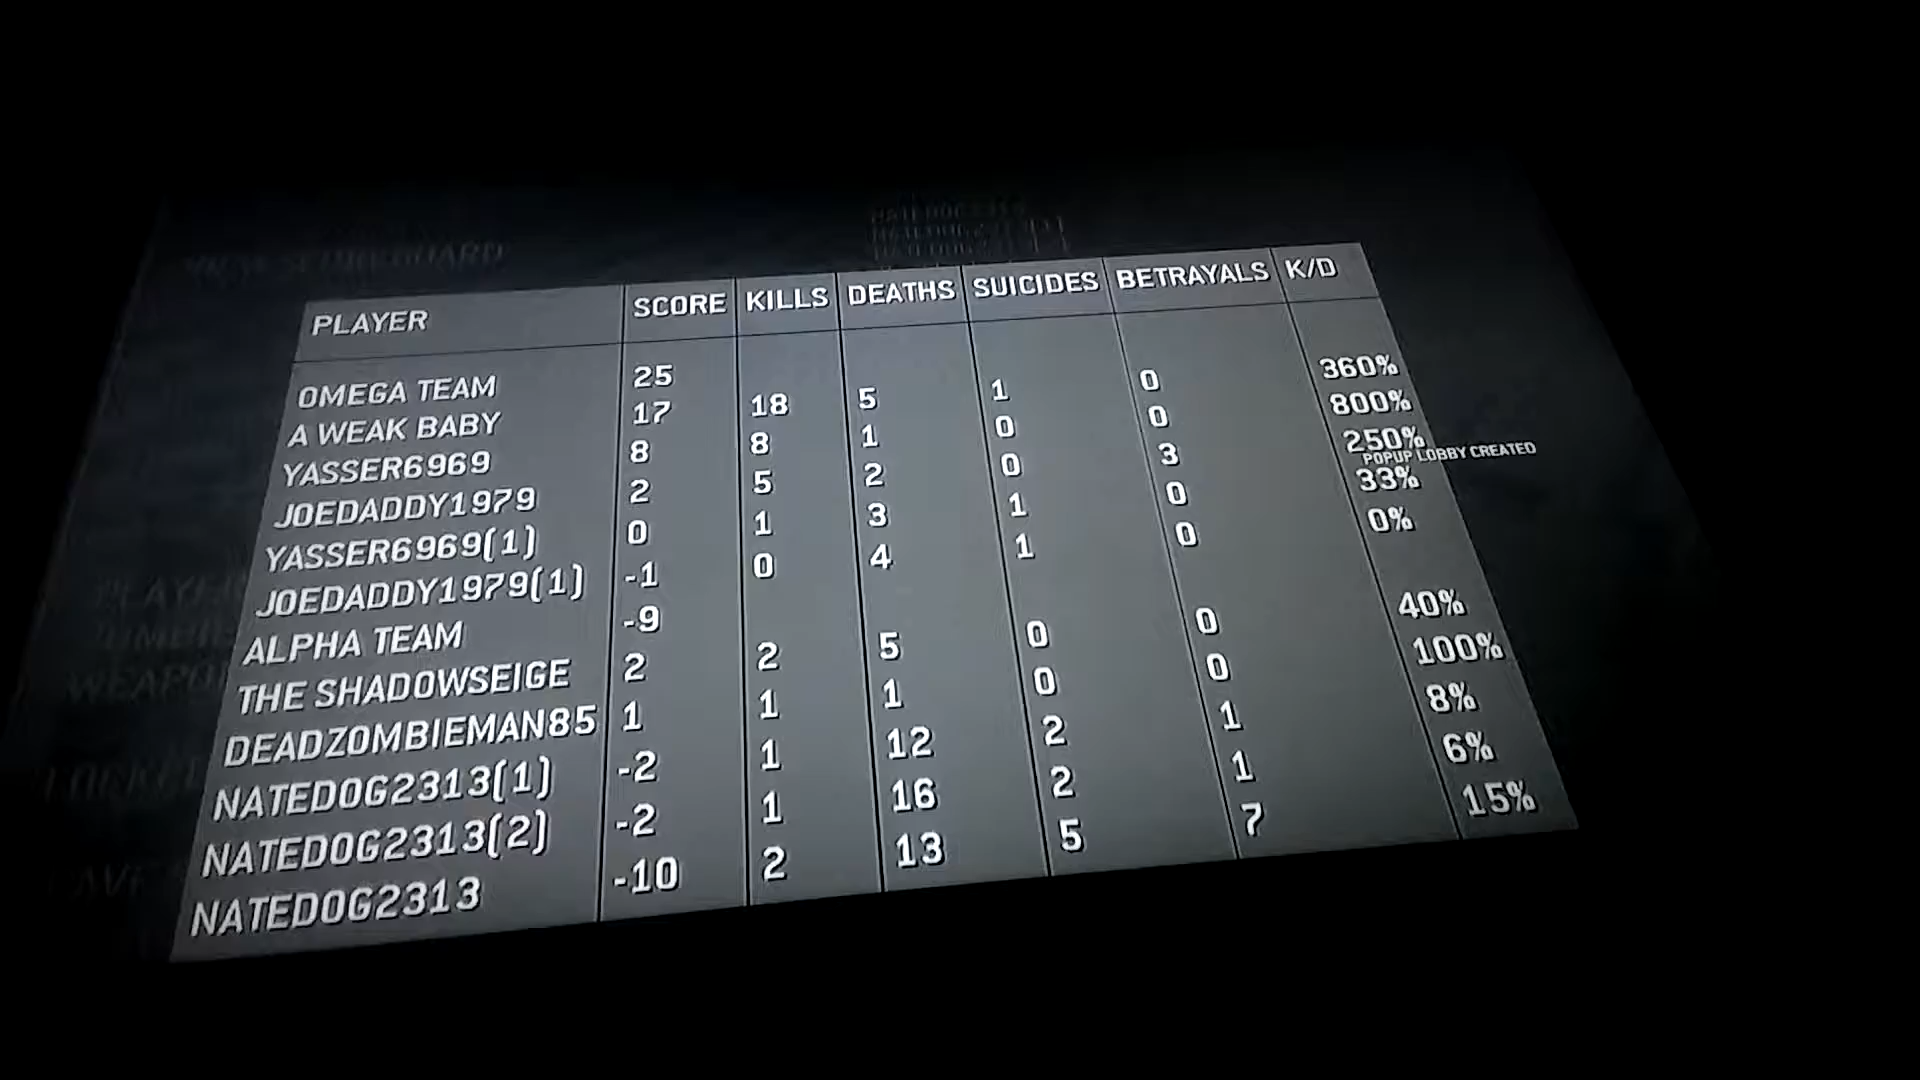 PLAYER SCORE KILLS DEATHS SUICIDES BETRAYALS K/D
OMEGA TEAM 25
A WEAK BABY 17 18 5 1 0 360%
YASSER6969 8 8 1 0 0 800%
JOEDADDY1979 2 5 2 0 3 250%
POPUP LOBBY CREATED
YASSER6969(1) 0 1 3 1 0 33%
JOEDADDY1979(1) -1 0 4 1 0 0%
ALPHA TEAM -9
THE SHADOWSEIGE 2 2 5 0 0 40%
DEADZOMBIEMAN85 1 1 1 0 0 100%
NATEDOG2313(1) -2 1 12 2 1 8%
NATEDOG2313(2) -2 1 16 2 1 6%
NATEDOG2313 -10 2 13 5 7 15%